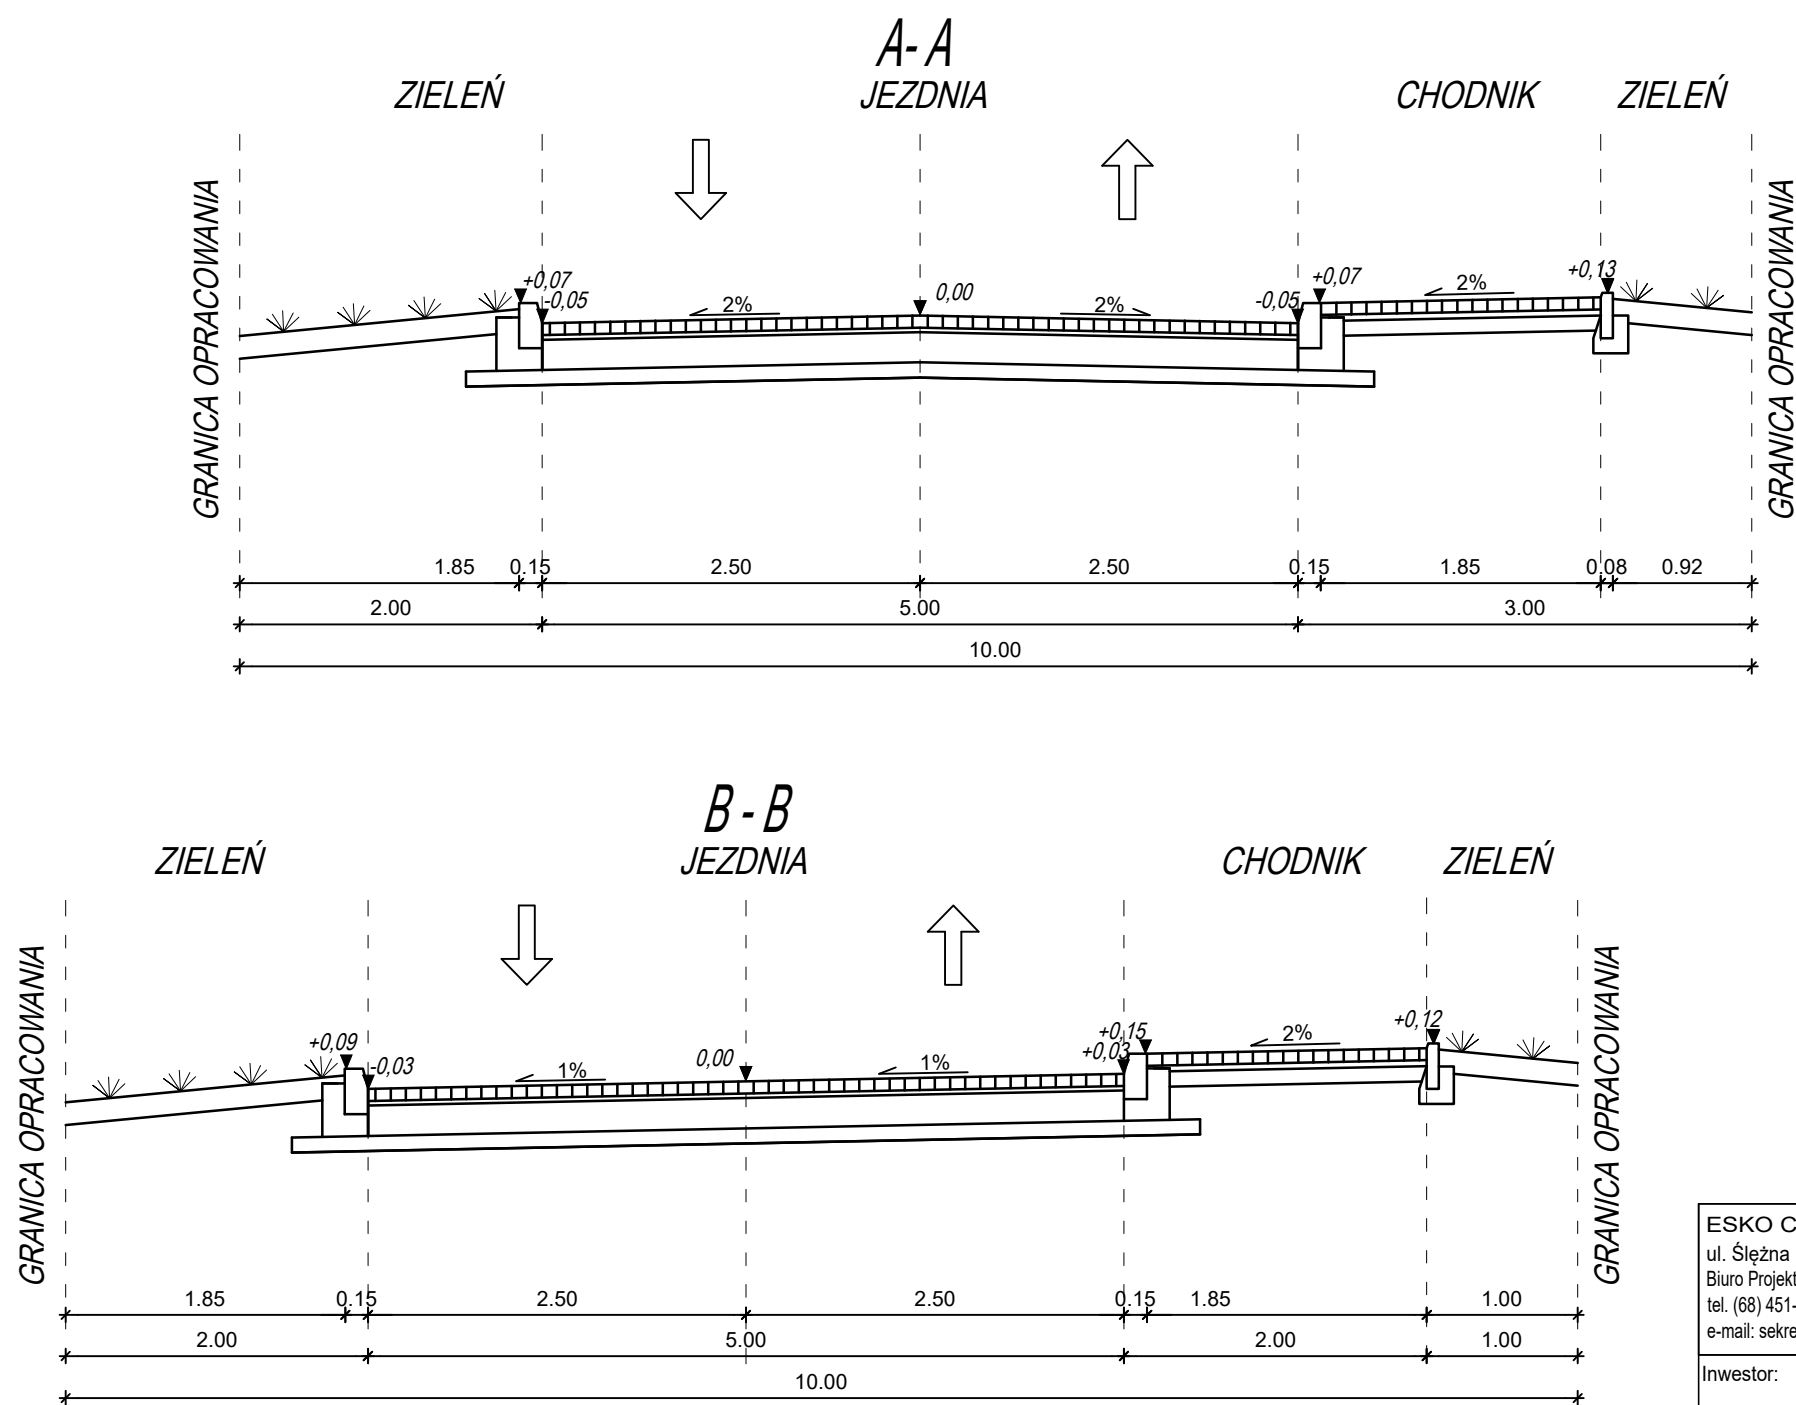 A- A
ZIELEŃ JEZDNIA CHODNIK ZIELEŃ
GRANICA OPRACOWANIA
GRANICA OPRACOWANIA
+0,07 -0,05 2% 0,00 2% -0,05 +0,07 2% +0,13
1.85 0.15 2.50 2.50 0.15 1.85 0.08 0.92
2.00 5.00 3.00
10.00
B - B
ZIELEŃ JEZDNIA CHODNIK ZIELEŃ
GRANICA OPRACOWANIA
GRANICA OPRACOWANIA
+0,09 -0,03 1% 0,00 1% +0,15 +0,03 2% +0,12
1.85 0.15 2.50 2.50 0.15 1.85 1.00
2.00 5.00 2.00 1.00
10.00
ESKO C
ul. Ślężna
Biuro Projekt
tel. (68) 451-
e-mail: sekre
Inwestor: